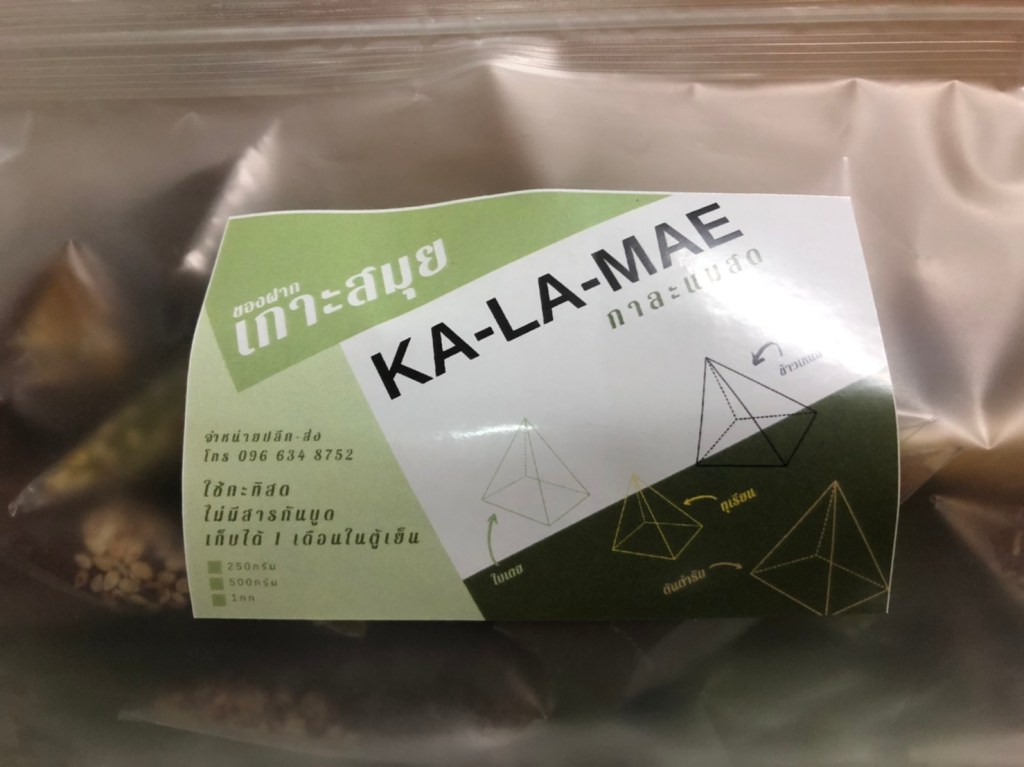 ของฝาก
เกาะสมุย
KA-LA-MAE
กาละแมสด
จำหน่ายปลีก-ส่ง
โทร 096 634 8752
ใช้กะทิสด
ไม่มีสารกันบูด
เก็บได้ 1 เดือนในตู้เย็น
250กรัม
500กรัม
1กก
ข้าวเหนียว
ทุเรียน
ใบเตย
ต้นตำรับ